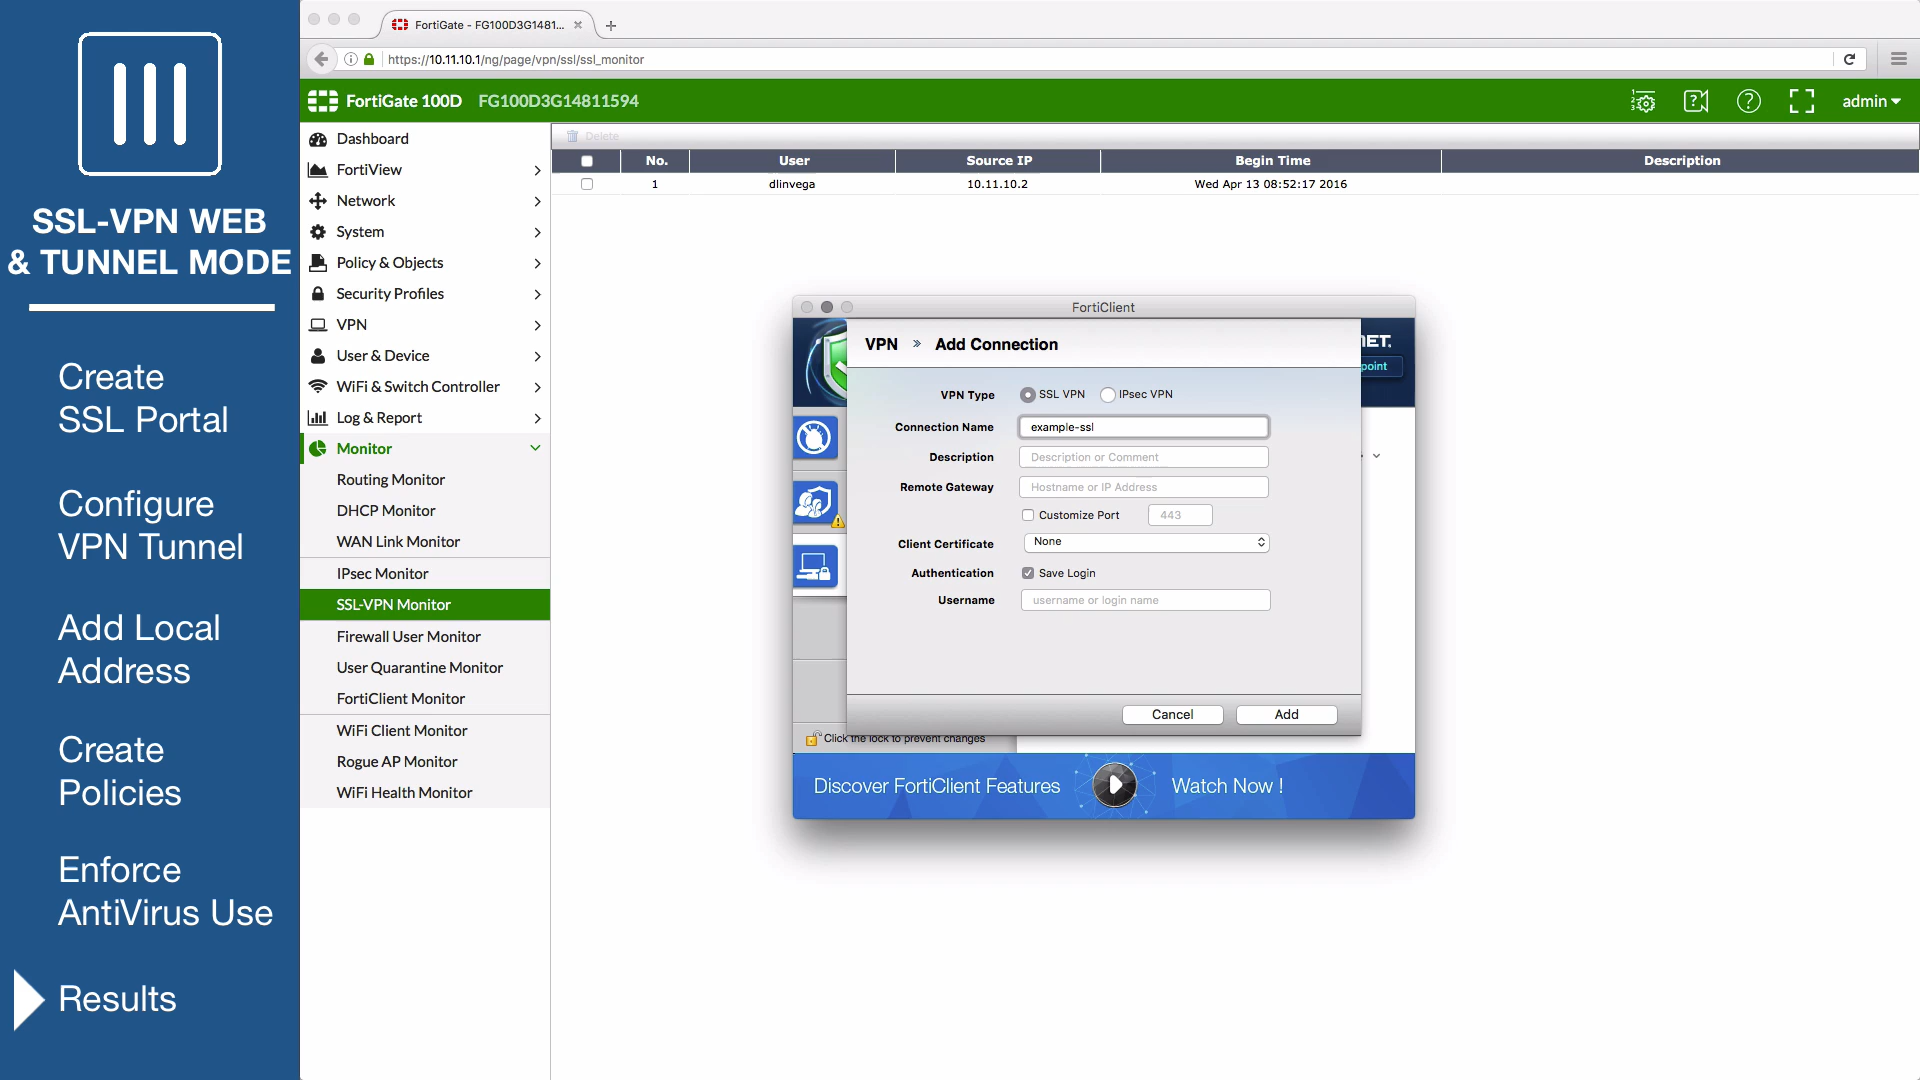 SSL-VPN WEB
& TUNNEL MODE
Create
SSL Portal
Configure
VPN Tunnel
Add Local
Address
Create
Policies
Enforce
AntiVirus Use
Results
FortiGate - FG100D3G1481...
https://10.11.10.1/ng/page/vpn/ssl/ssl_monitor
FortiGate 100D FG100D3G14811594
admin
Dashboard
FortiView
Network
System
Policy & Objects
Security Profiles
VPN
User & Device
WiFi & Switch Controller
Log & Report
Monitor
Routing Monitor
DHCP Monitor
WAN Link Monitor
IPsec Monitor
SSL-VPN Monitor
Firewall User Monitor
User Quarantine Monitor
FortiClient Monitor
WiFi Client Monitor
Rogue AP Monitor
WiFi Health Monitor
Delete
No. User Source IP Begin Time Description
1 dlinvega 10.11.10.2 Wed Apr 13 08:52:17 2016
FortiClient
VPN » Add Connection
VPN Type SSL VPN IPsec VPN
Connection Name example-ssl
Description Description or Comment
Remote Gateway Hostname or IP Address
Customize Port 443
Client Certificate None
Authentication Save Login
Username username or login name
Cancel Add
Click the lock to prevent changes
Discover FortiClient Features Watch Now !